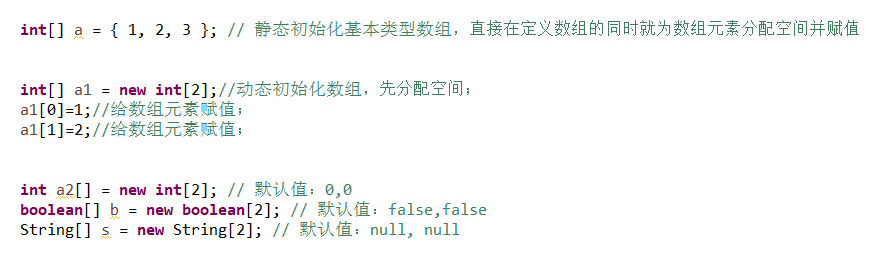 int[] a = { 1, 2, 3 }; // 静态初始化基本类型数组，直接在定义数组的同时就为数组元素分配空间并赋值
int[] a1 = new int[2];//动态初始化数组，先分配空间；
a1[0]=1;//给数组元素赋值；
a1[1]=2;//给数组元素赋值；
int a2[] = new int[2]; // 默认值：0,0
boolean[] b = new boolean[2]; // 默认值：false,false
String[] s = new String[2]; // 默认值：null, null